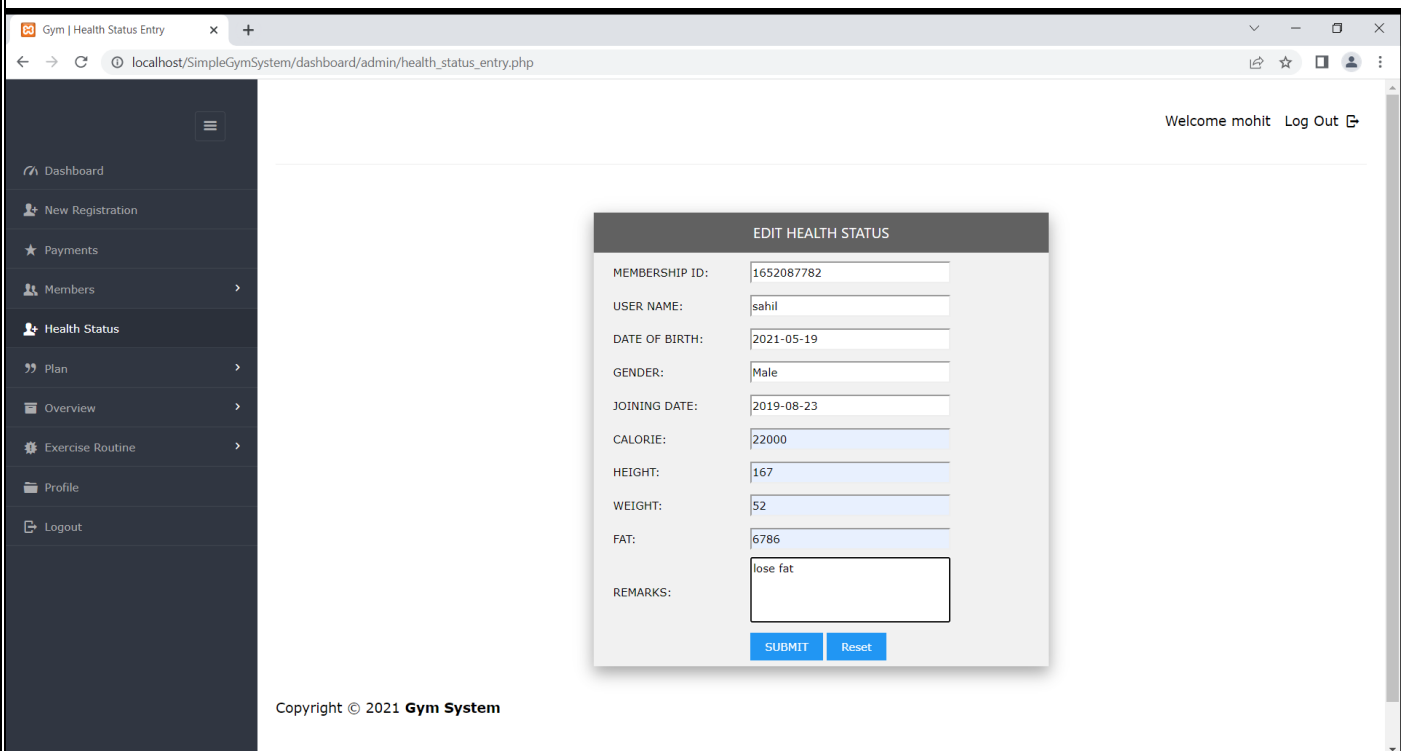 Gym | Health Status Entry
localhost/SimpleGymSystem/dashboard/admin/health_status_entry.php
Welcome mohit Log Out
Dashboard
New Registration
Payments
Members
Health Status
Plan
Overview
Exercise Routine
Profile
Logout
EDIT HEALTH STATUS
MEMBERSHIP ID: 1652087782
USER NAME: sahil
DATE OF BIRTH: 2021-05-19
GENDER: Male
JOINING DATE: 2019-08-23
CALORIE: 22000
HEIGHT: 167
WEIGHT: 52
FAT: 6786
REMARKS: lose fat
SUBMIT Reset
Copyright © 2021 Gym System